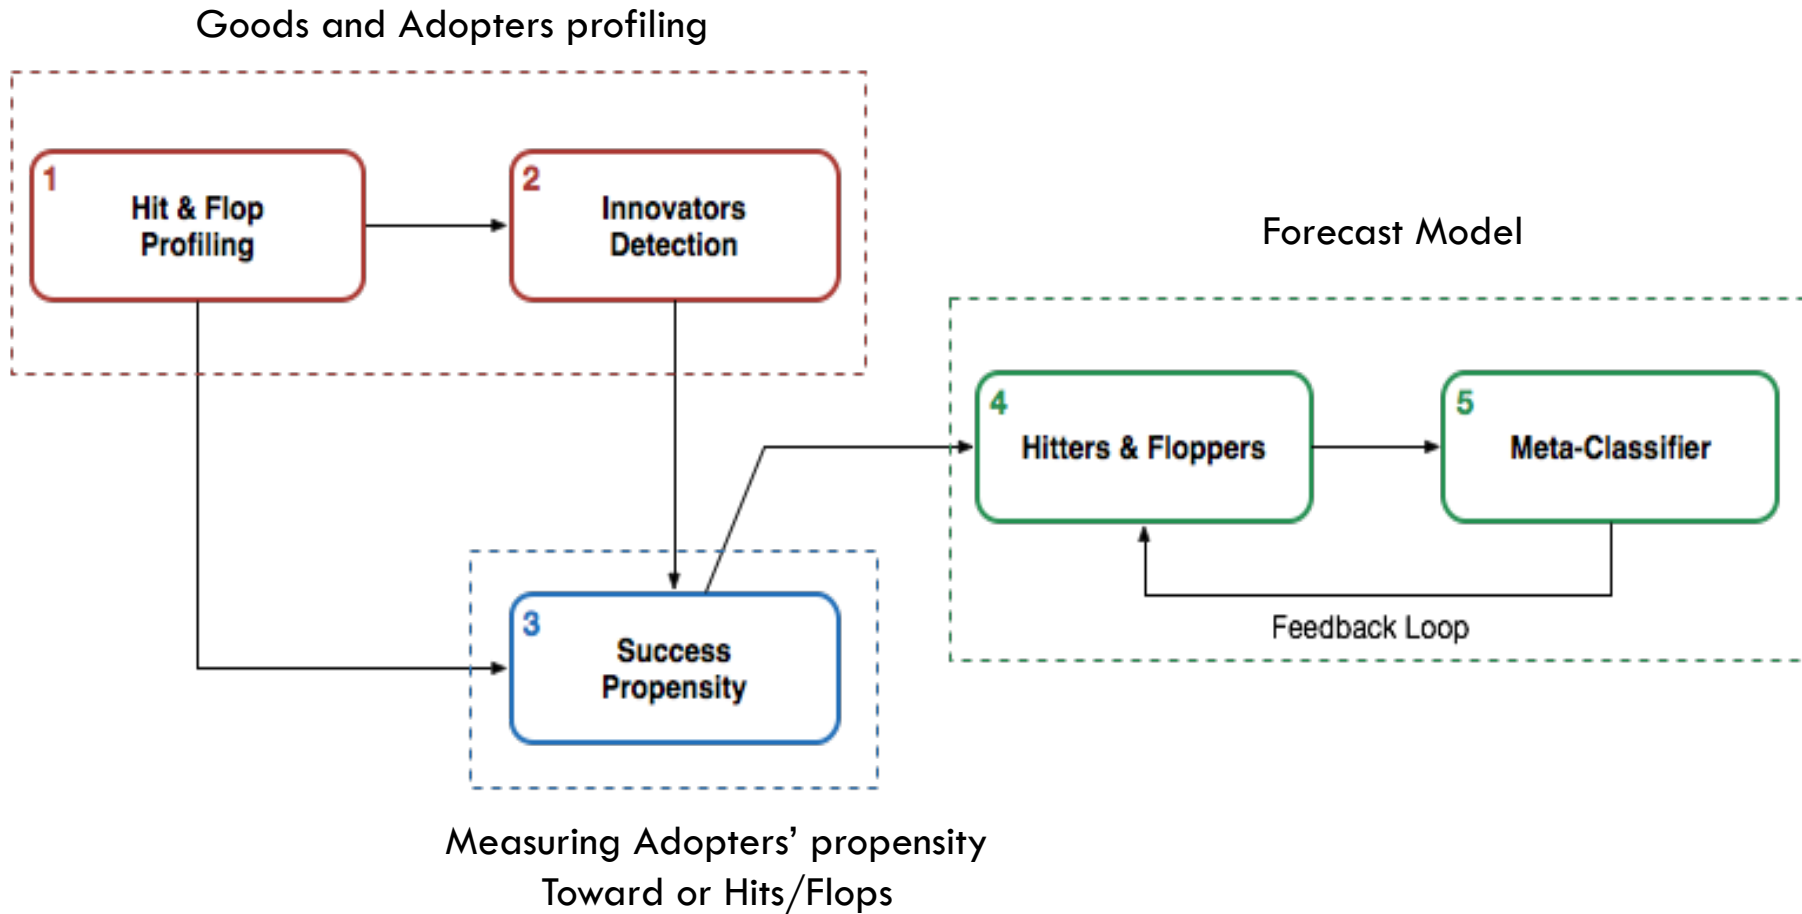 Goods and Adopters profiling
1
Hit & Flop
Profiling
2
Innovators
Detection
Forecast Model
4
Hitters & Floppers
5
Meta-Classifier
Feedback Loop
3
Success
Propensity
Measuring Adopters’ propensity
Toward or Hits/Flops